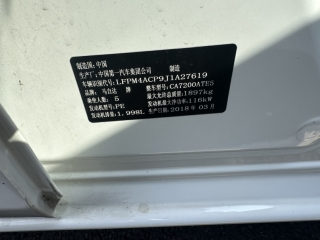 制造国：中国
生产厂：中国第一汽车集团公司 制造
车辆识别代号：LFPM4ACP9J1A27619
品牌：马自达 牌 整车型号：CA7200ATE5
乘坐人数：5 最大允许总质量：1897kg
发动机型号：PE 发动机最大净功率：116kW
发动机排量：1.998L 生产日期：2018年03月